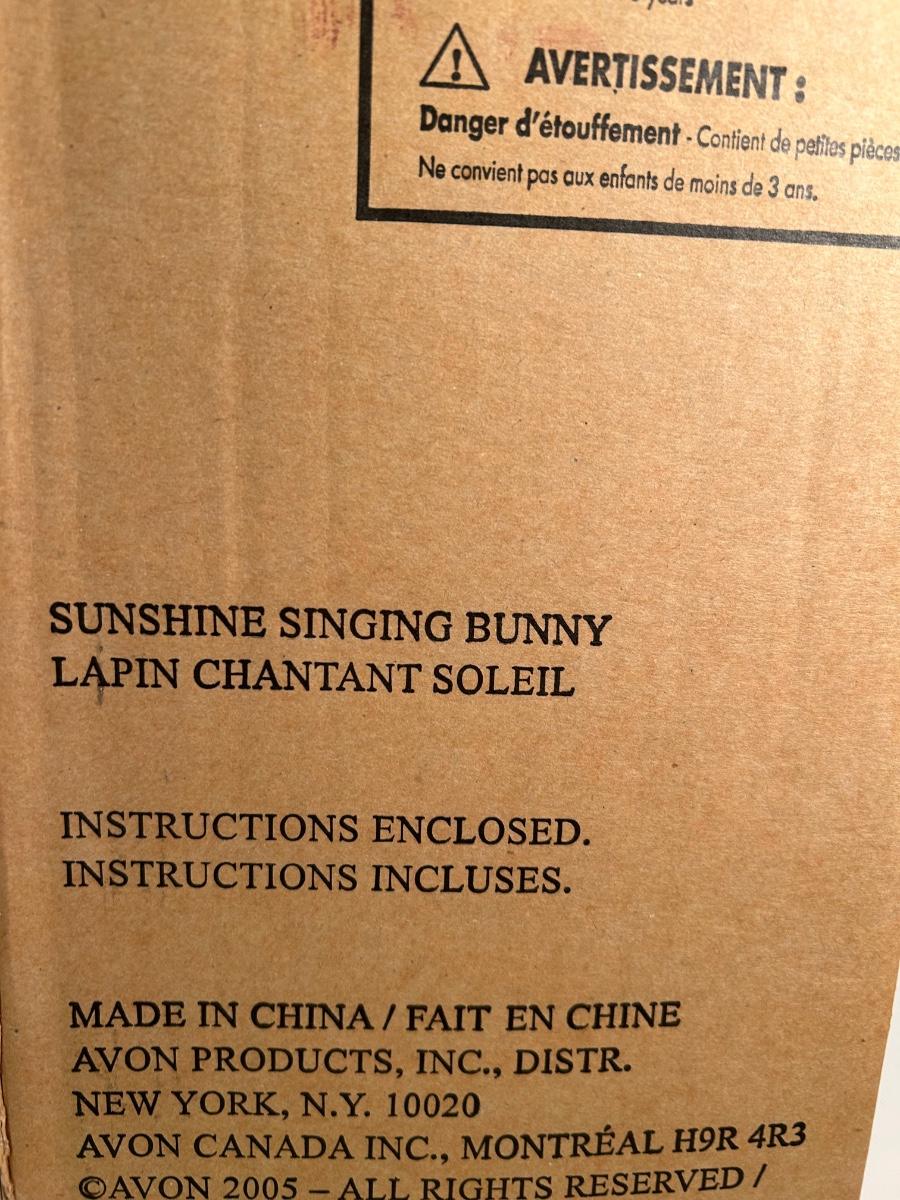 years
AVERTISSEMENT :
Danger d'étouffement - Contient de petites pièces
Ne convient pas aux enfants de moins de 3 ans.
SUNSHINE SINGING BUNNY
LAPIN CHANTANT SOLEIL
INSTRUCTIONS ENCLOSED.
INSTRUCTIONS INCLUSES.
MADE IN CHINA / FAIT EN CHINE
AVON PRODUCTS, INC., DISTR.
NEW YORK, N.Y. 10020
AVON CANADA INC., MONTRÉAL H9R 4R3
©AVON 2005 – ALL RIGHTS RESERVED /